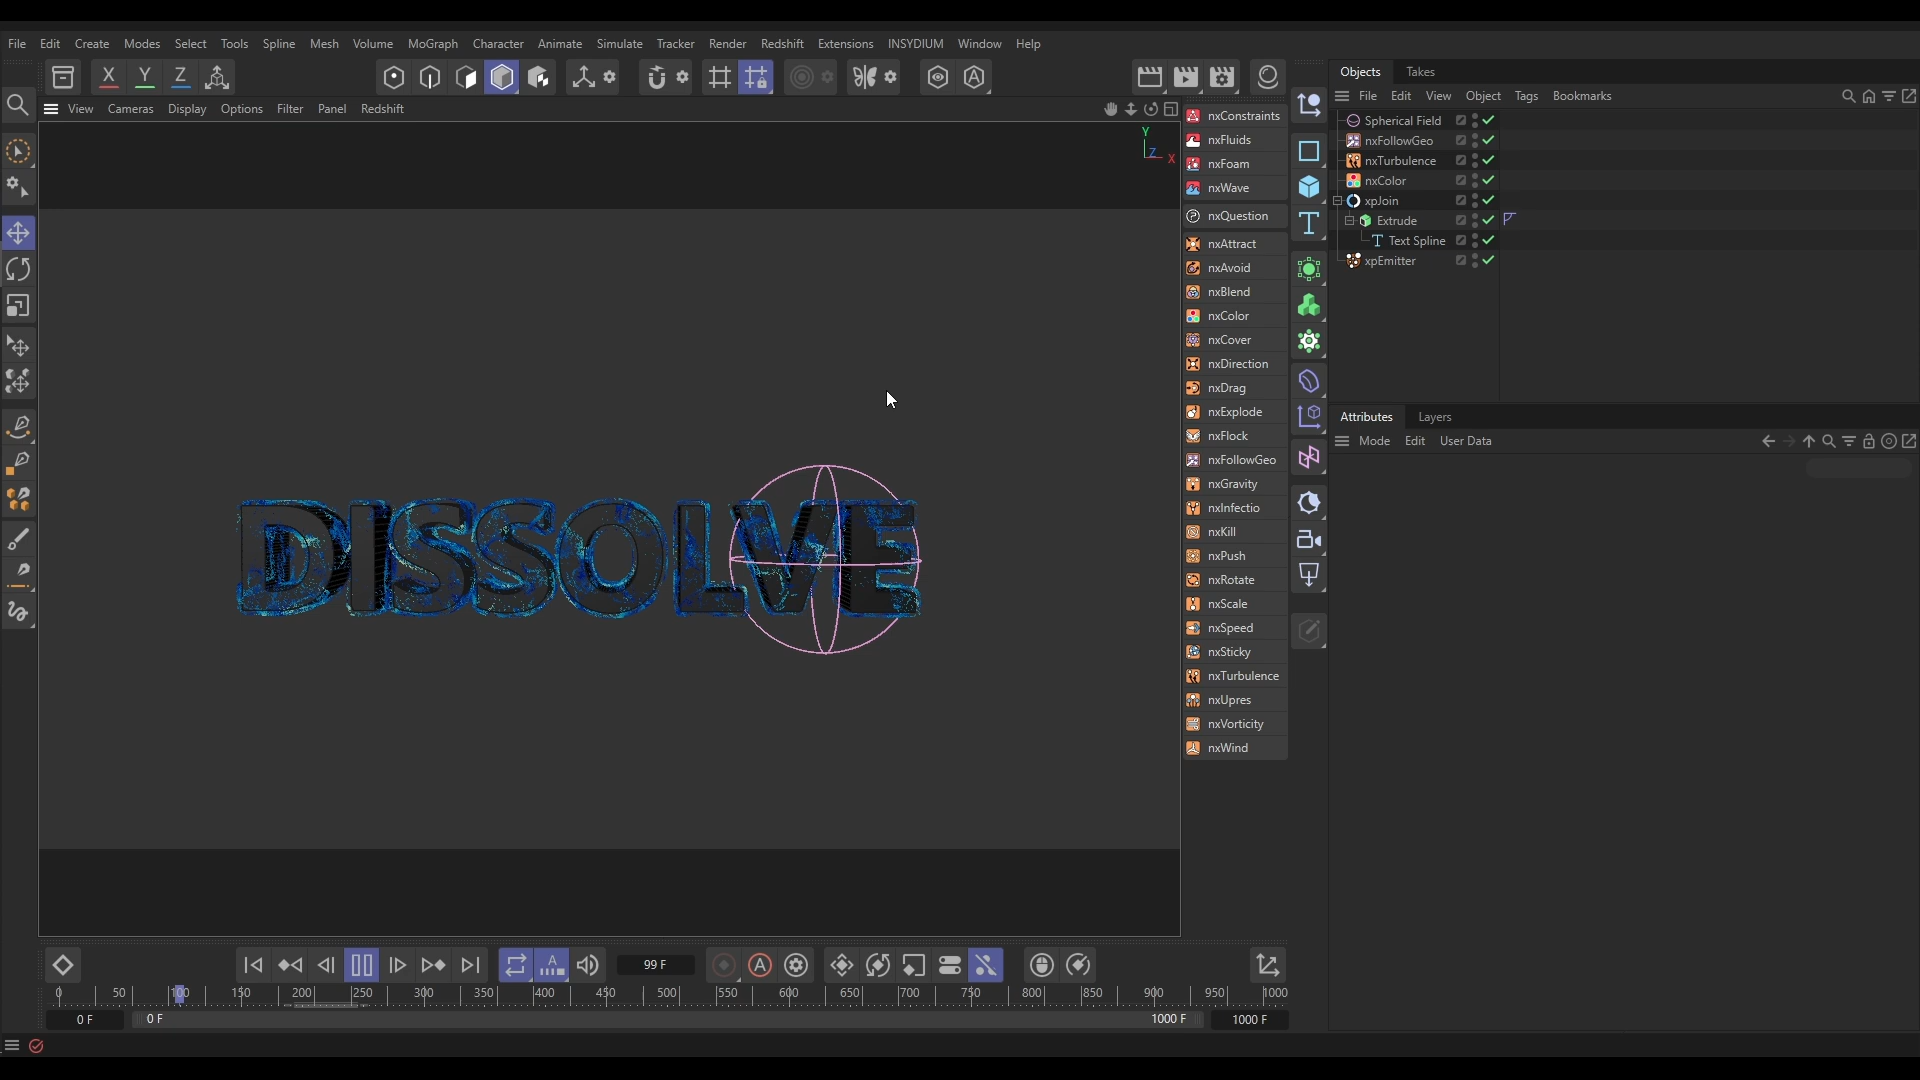 File Edit Create Modes Select Tools Spline Mesh Volume MoGraph Character Animate Simulate Tracker Render Redshift Extensions INSYDIUM Window Help
X Y Z
View Cameras Display Options Filter Panel Redshift
Y
Z X
DISSOLVE
nxConstraints
nxFluids
nxFoam
nxWave
nxQuestion
nxAttract
nxAvoid
nxBlend
nxColor
nxCover
nxDirection
nxDrag
nxExplode
nxFlock
nxFollowGeo
nxGravity
nxInfectio
nxKill
nxPush
nxRotate
nxScale
nxSpeed
nxSticky
nxTurbulence
nxUpres
nxVorticity
nxWind
Objects Takes
File Edit View Object Tags Bookmarks
Spherical Field
nxFollowGeo
nxTurbulence
nxColor
xpJoin
Extrude
Text Spline
xpEmitter
Attributes Layers
Mode Edit User Data
99 F
0 50 100 150 200 250 300 350 400 450 500 550 600 650 700 750 800 850 900 950 1000
0 F 0 F 1000 F 1000 F